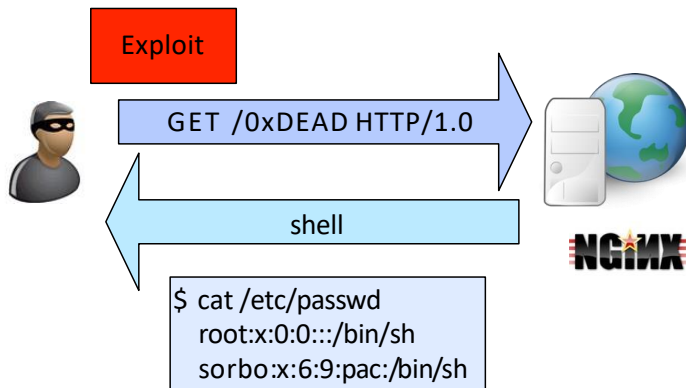 Exploit
GET /0xDEAD HTTP/1.0
shell
NGINX
$ cat /etc/passwd
root:x:0:0:::/bin/sh
sorbo:x:6:9:pac:/bin/sh